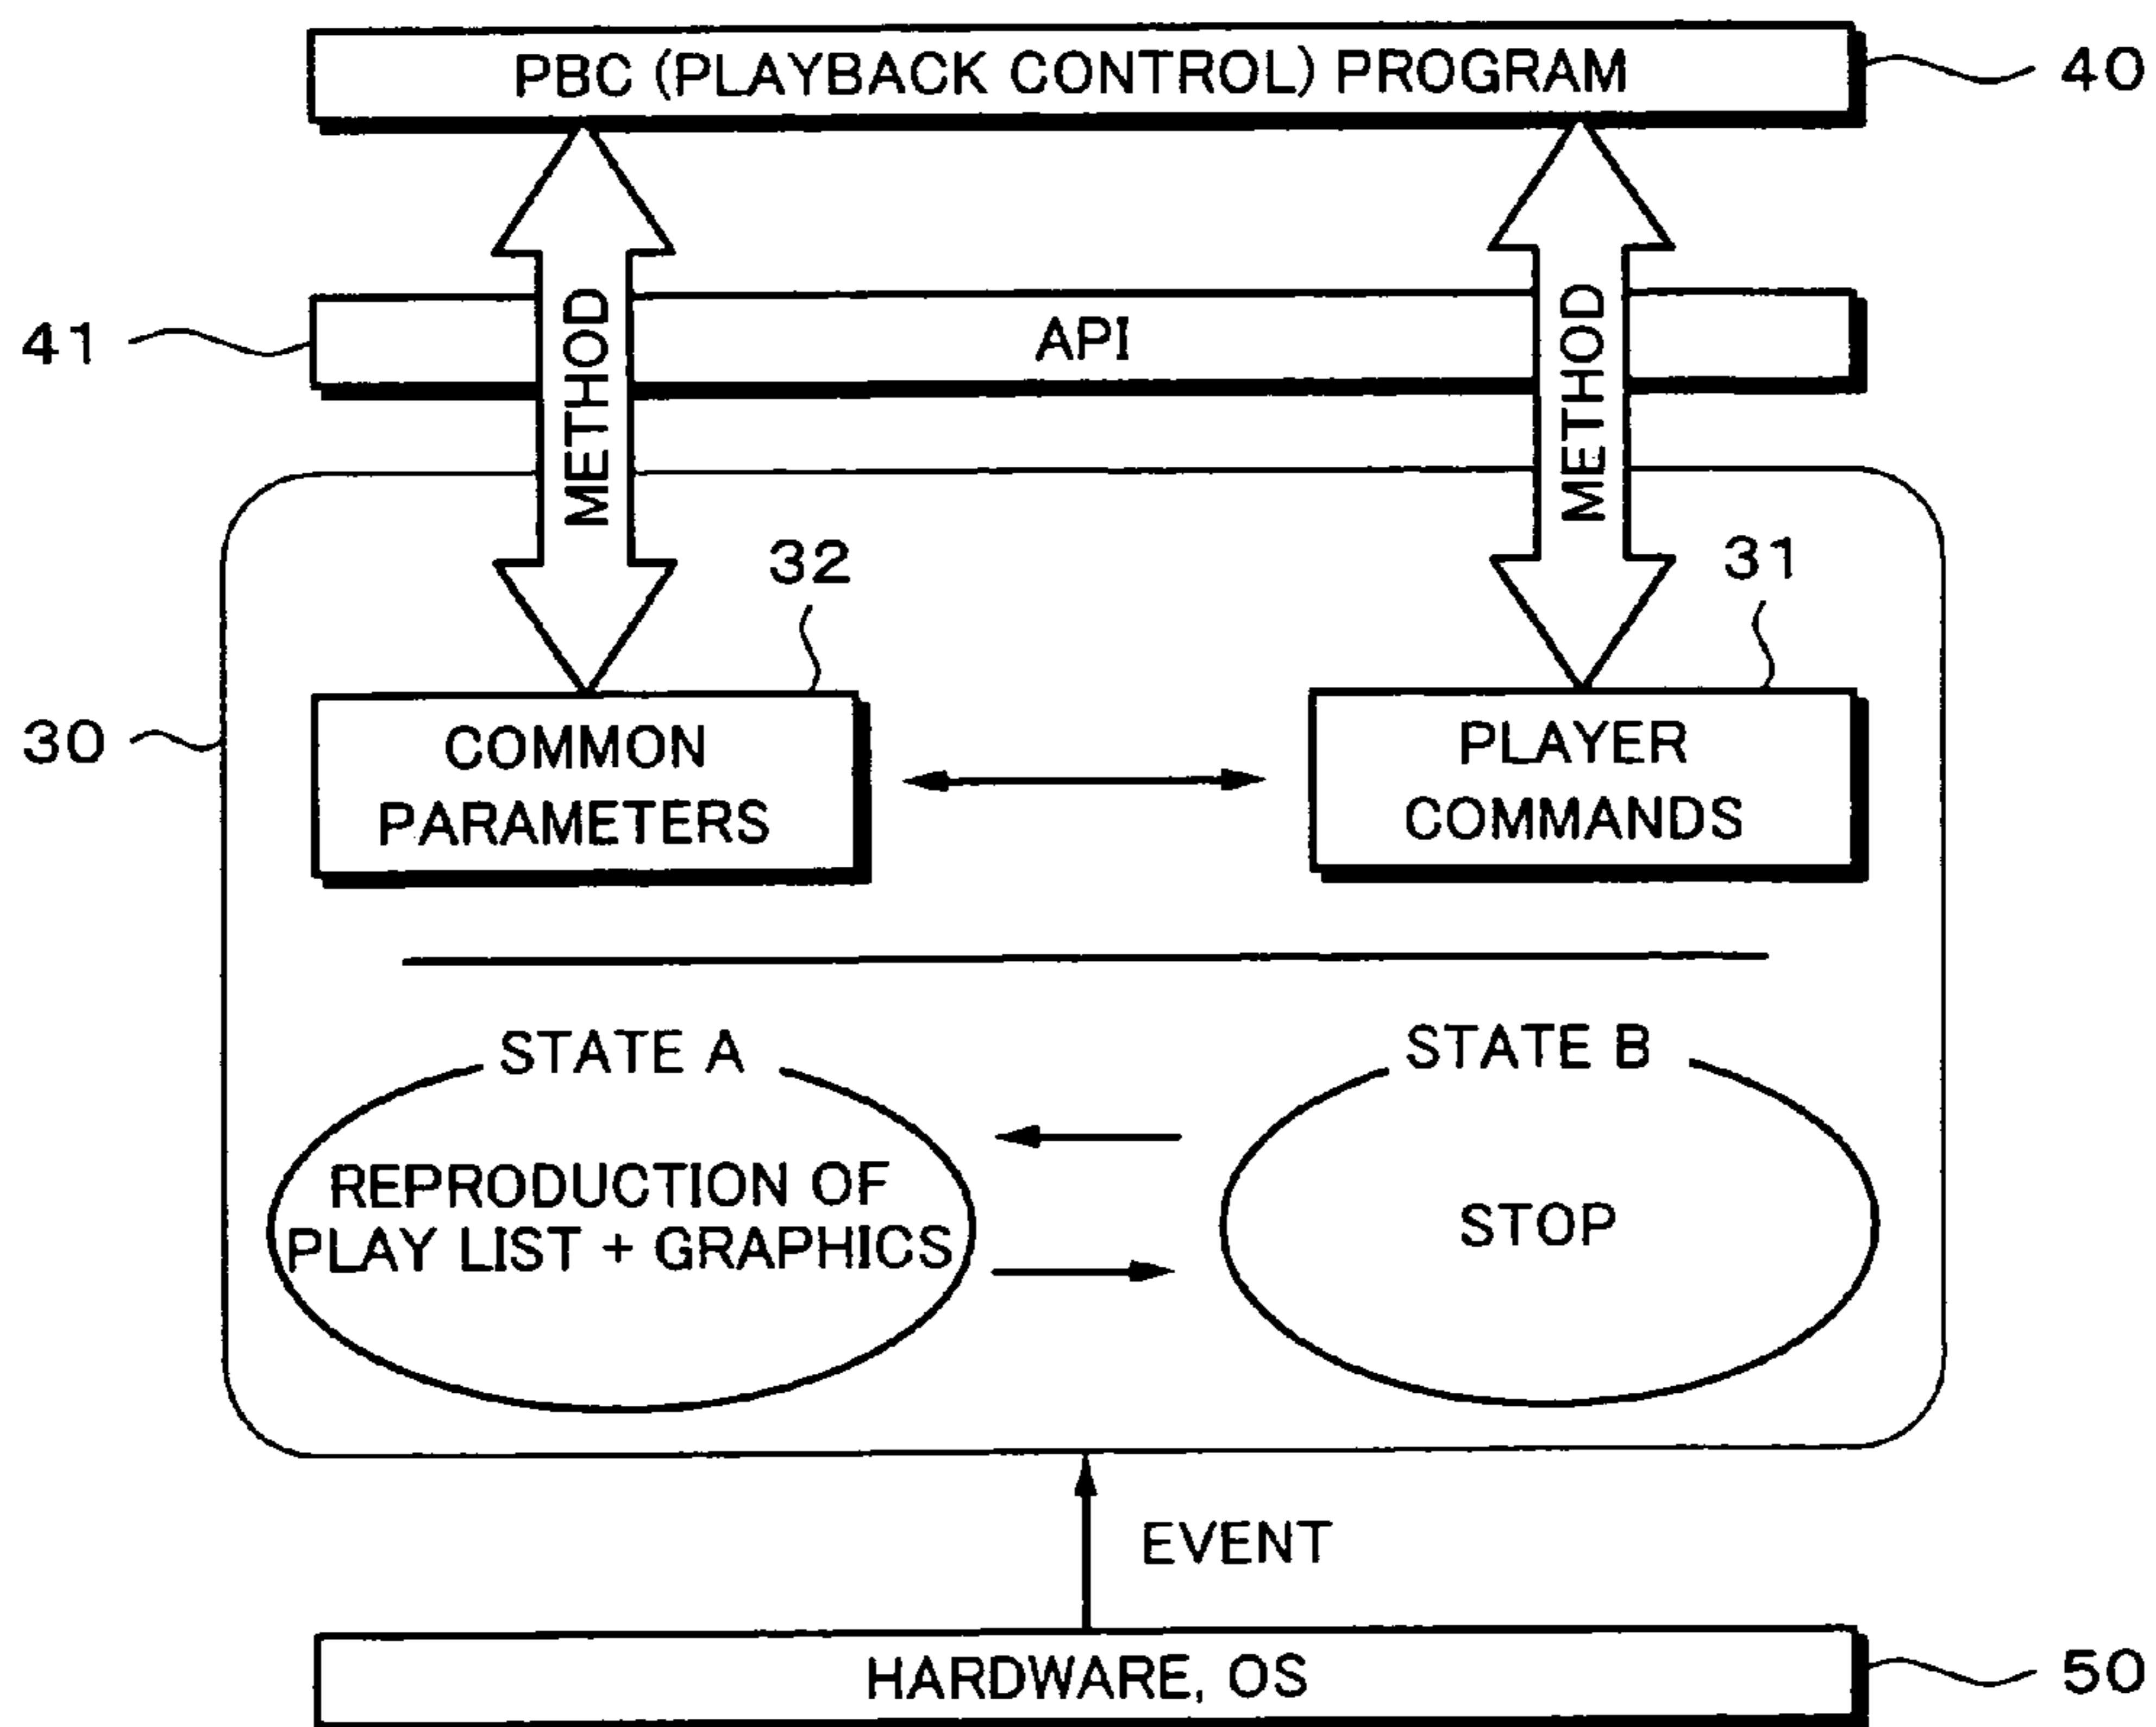 PBC (PLAYBACK CONTROL) PROGRAM
40
41
API
METHOD
METHOD
32
31
30
COMMON
PARAMETERS
PLAYER
COMMANDS
STATE A
STATE B
REPRODUCTION OF
PLAY LIST + GRAPHICS
STOP
EVENT
HARDWARE, OS
50